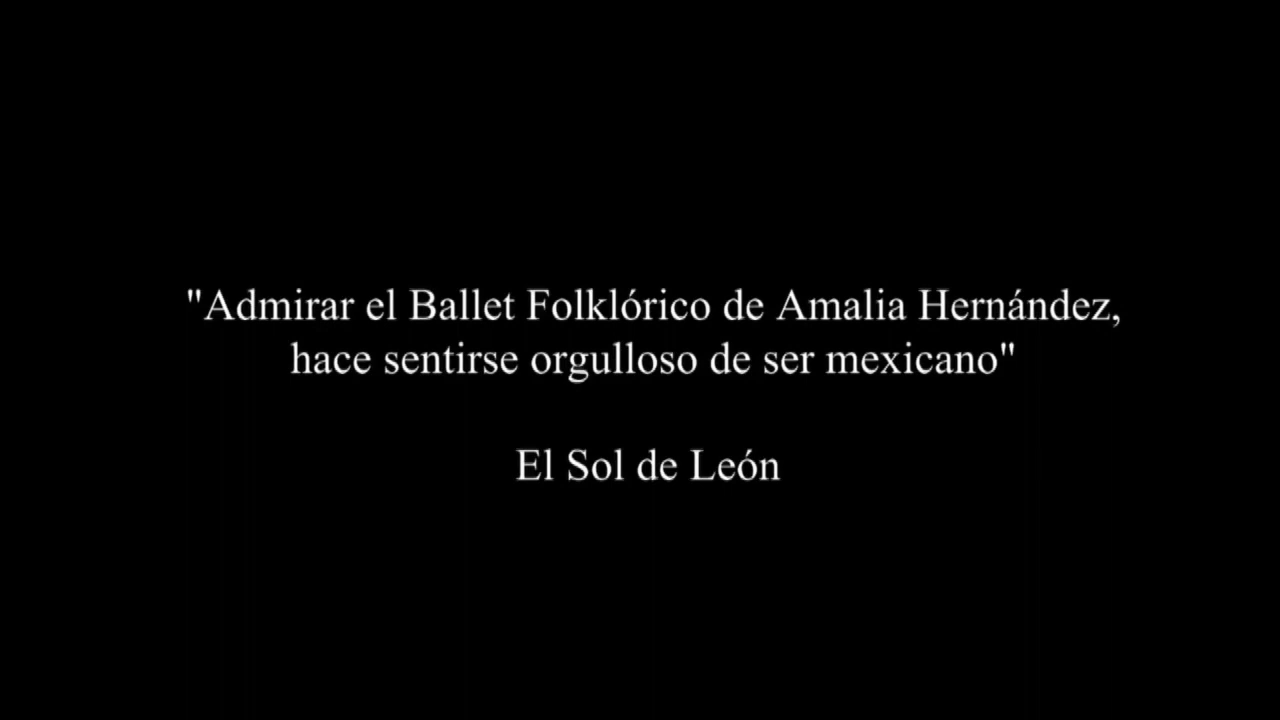 "Admirar el Ballet Folklórico de Amalia Hernández,
hace sentirse orgulloso de ser mexicano"
El Sol de León